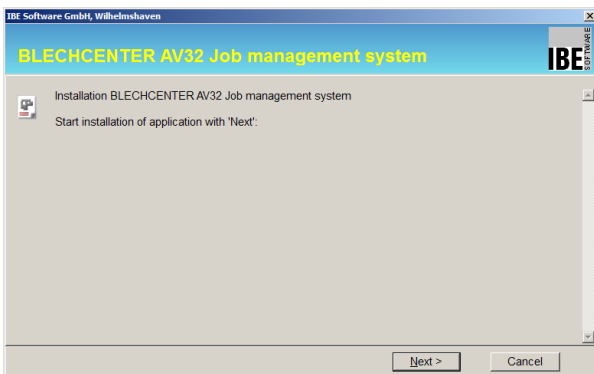 IBE Software GmbH, Wilhelmshaven
BLECHCENTER AV32 Job management system
IBE
SOFTWARE
Installation BLECHCENTER AV32 Job management system
Start installation of application with 'Next':
Next >
Cancel